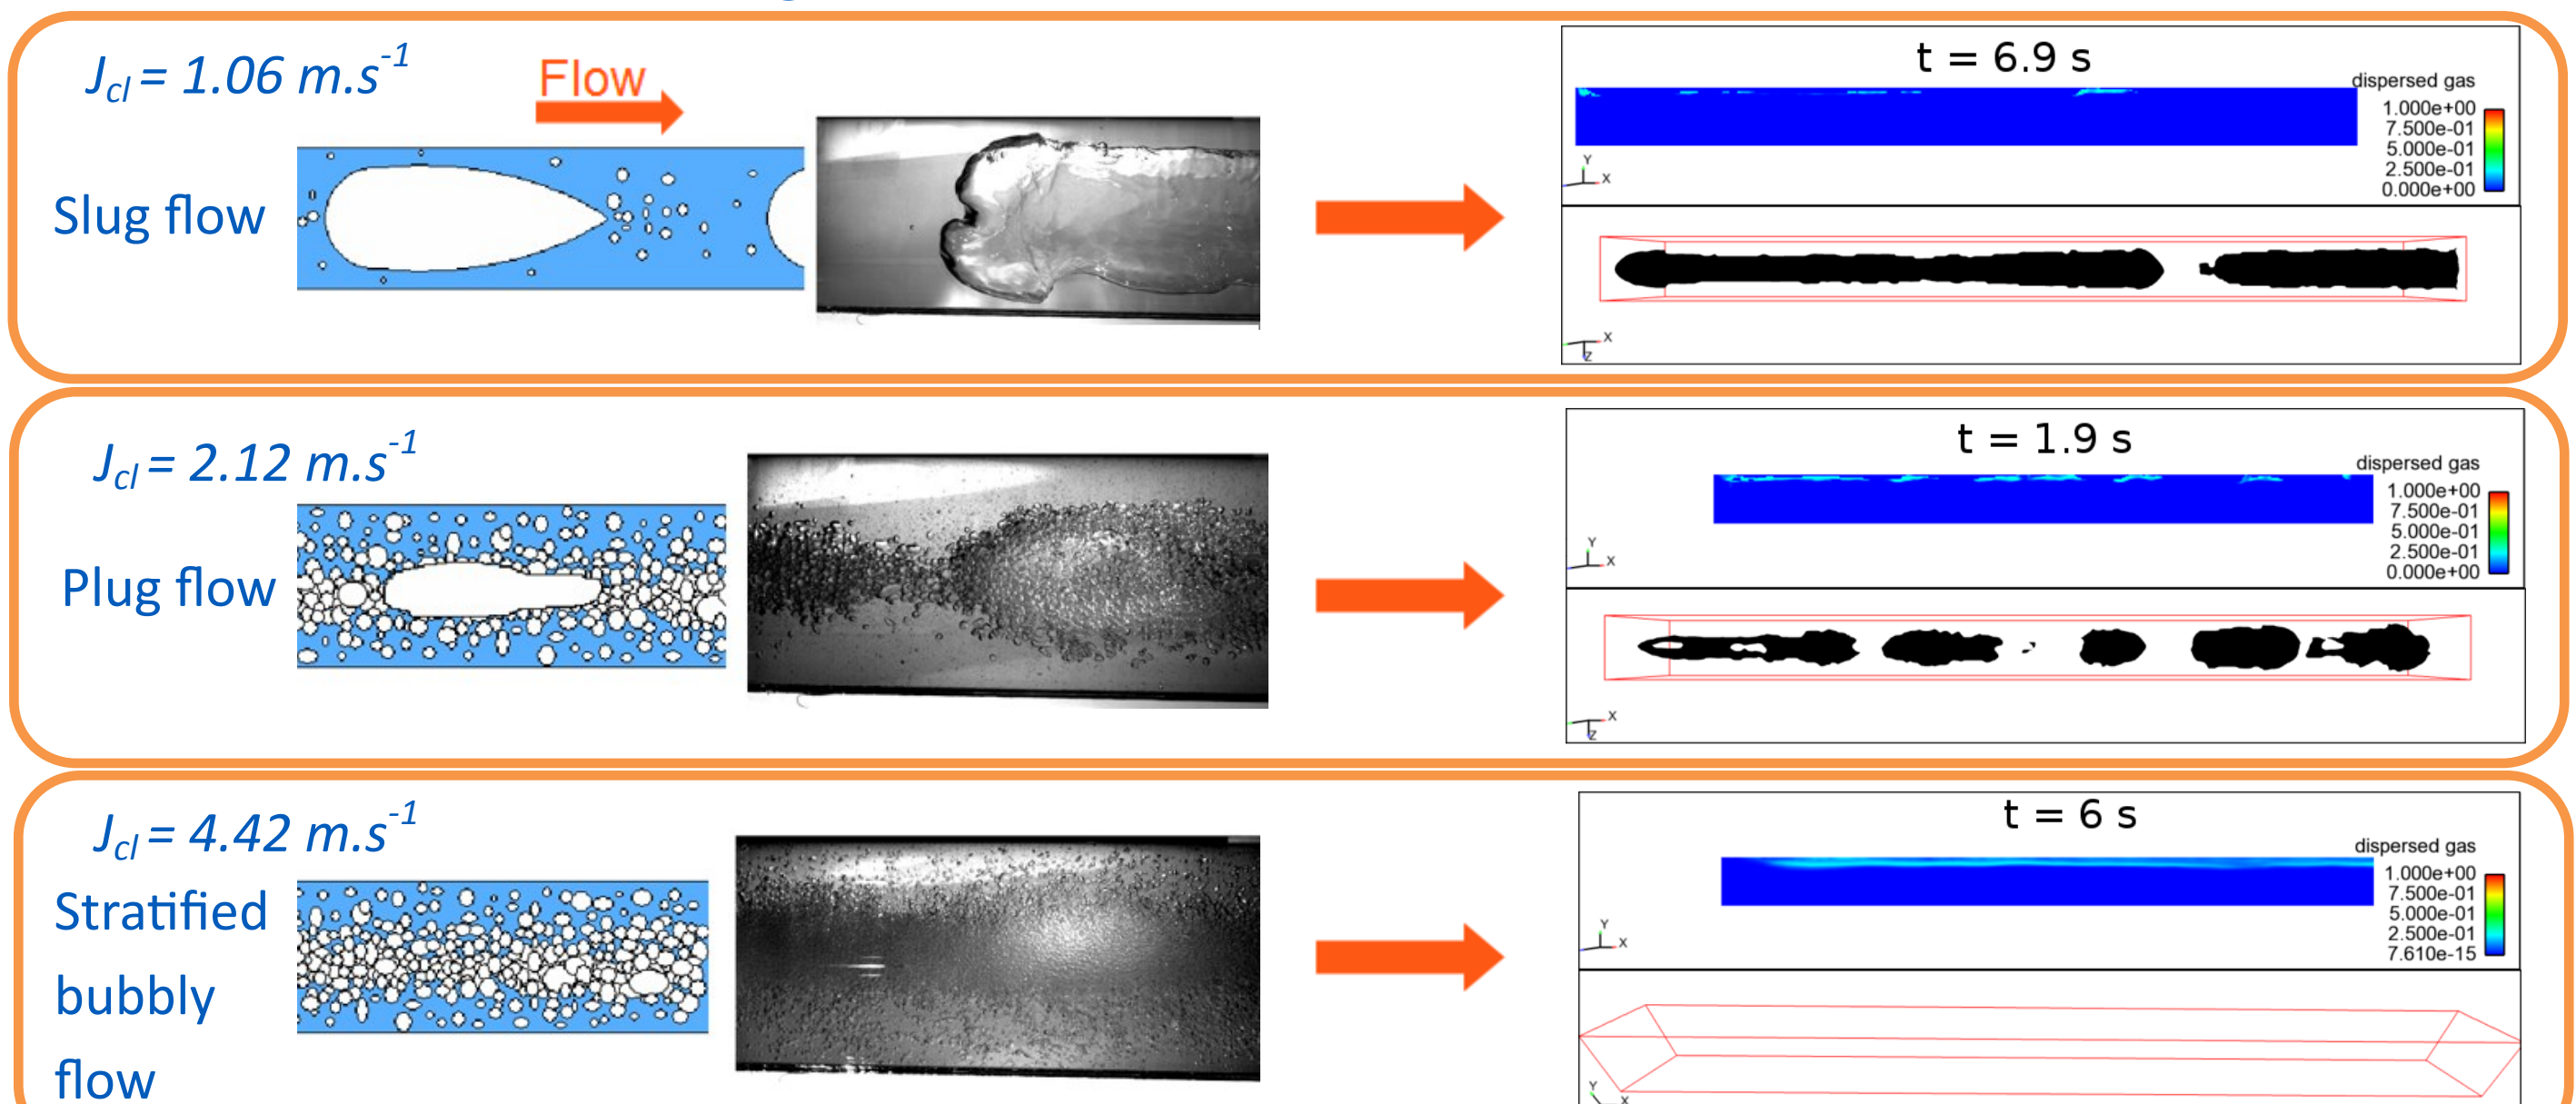 J_cl = 1.06 m.s^-1
Flow
Slug flow
t = 6.9 s
dispersed gas
1.000e+00
7.500e-01
5.000e-01
2.500e-01
0.000e+00
Y
X
X
Z
J_cl = 2.12 m.s^-1
Plug flow
t = 1.9 s
dispersed gas
1.000e+00
7.500e-01
5.000e-01
2.500e-01
0.000e+00
Y
X
X
Z
J_cl = 4.42 m.s^-1
Stratified
bubbly
flow
t = 6 s
dispersed gas
1.000e+00
7.500e-01
5.000e-01
2.500e-01
7.610e-15
Y
X
Y
X